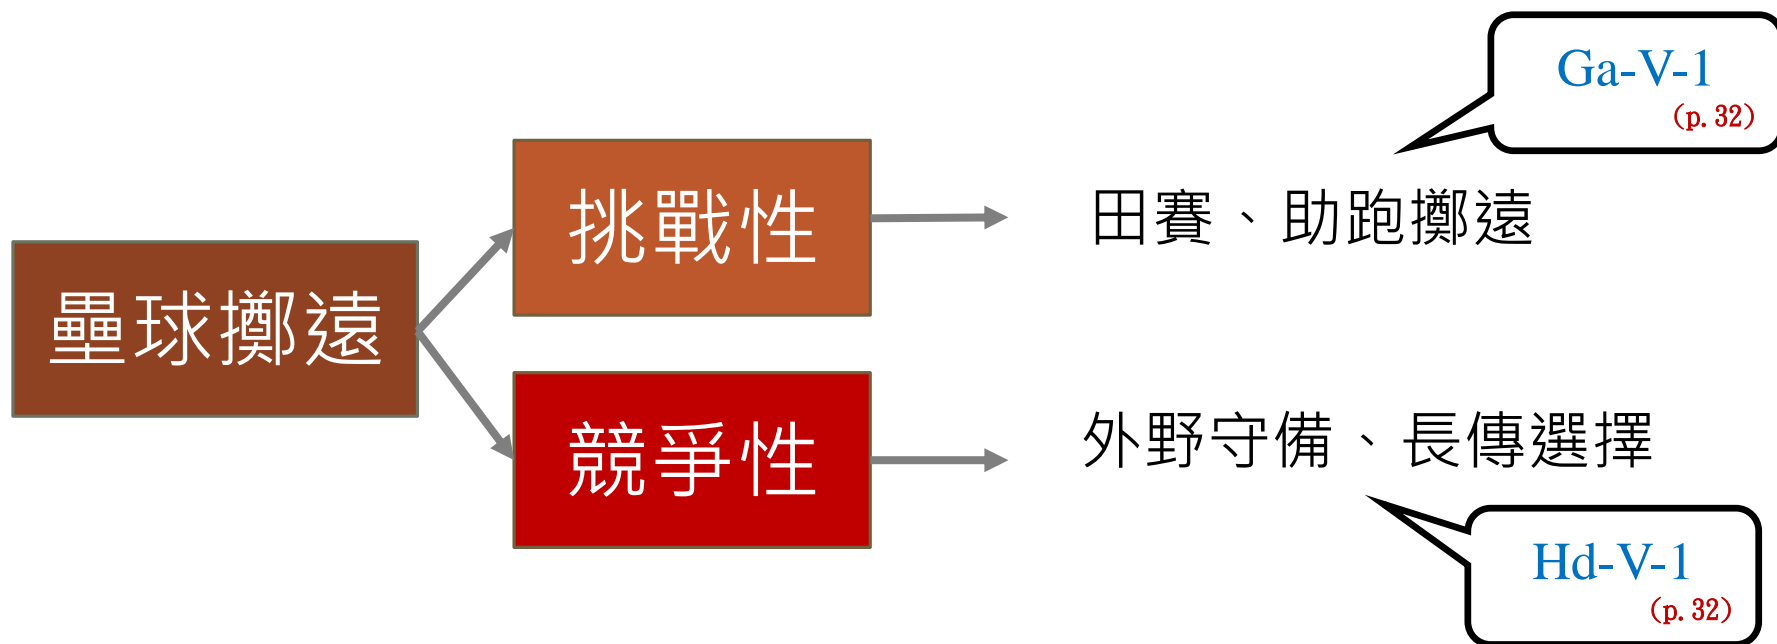 Ga-V-1
(p.32)
挑戰性
田賽、助跑擲遠
壘球擲遠
競爭性
外野守備、長傳選擇
Hd-V-1
(p.32)